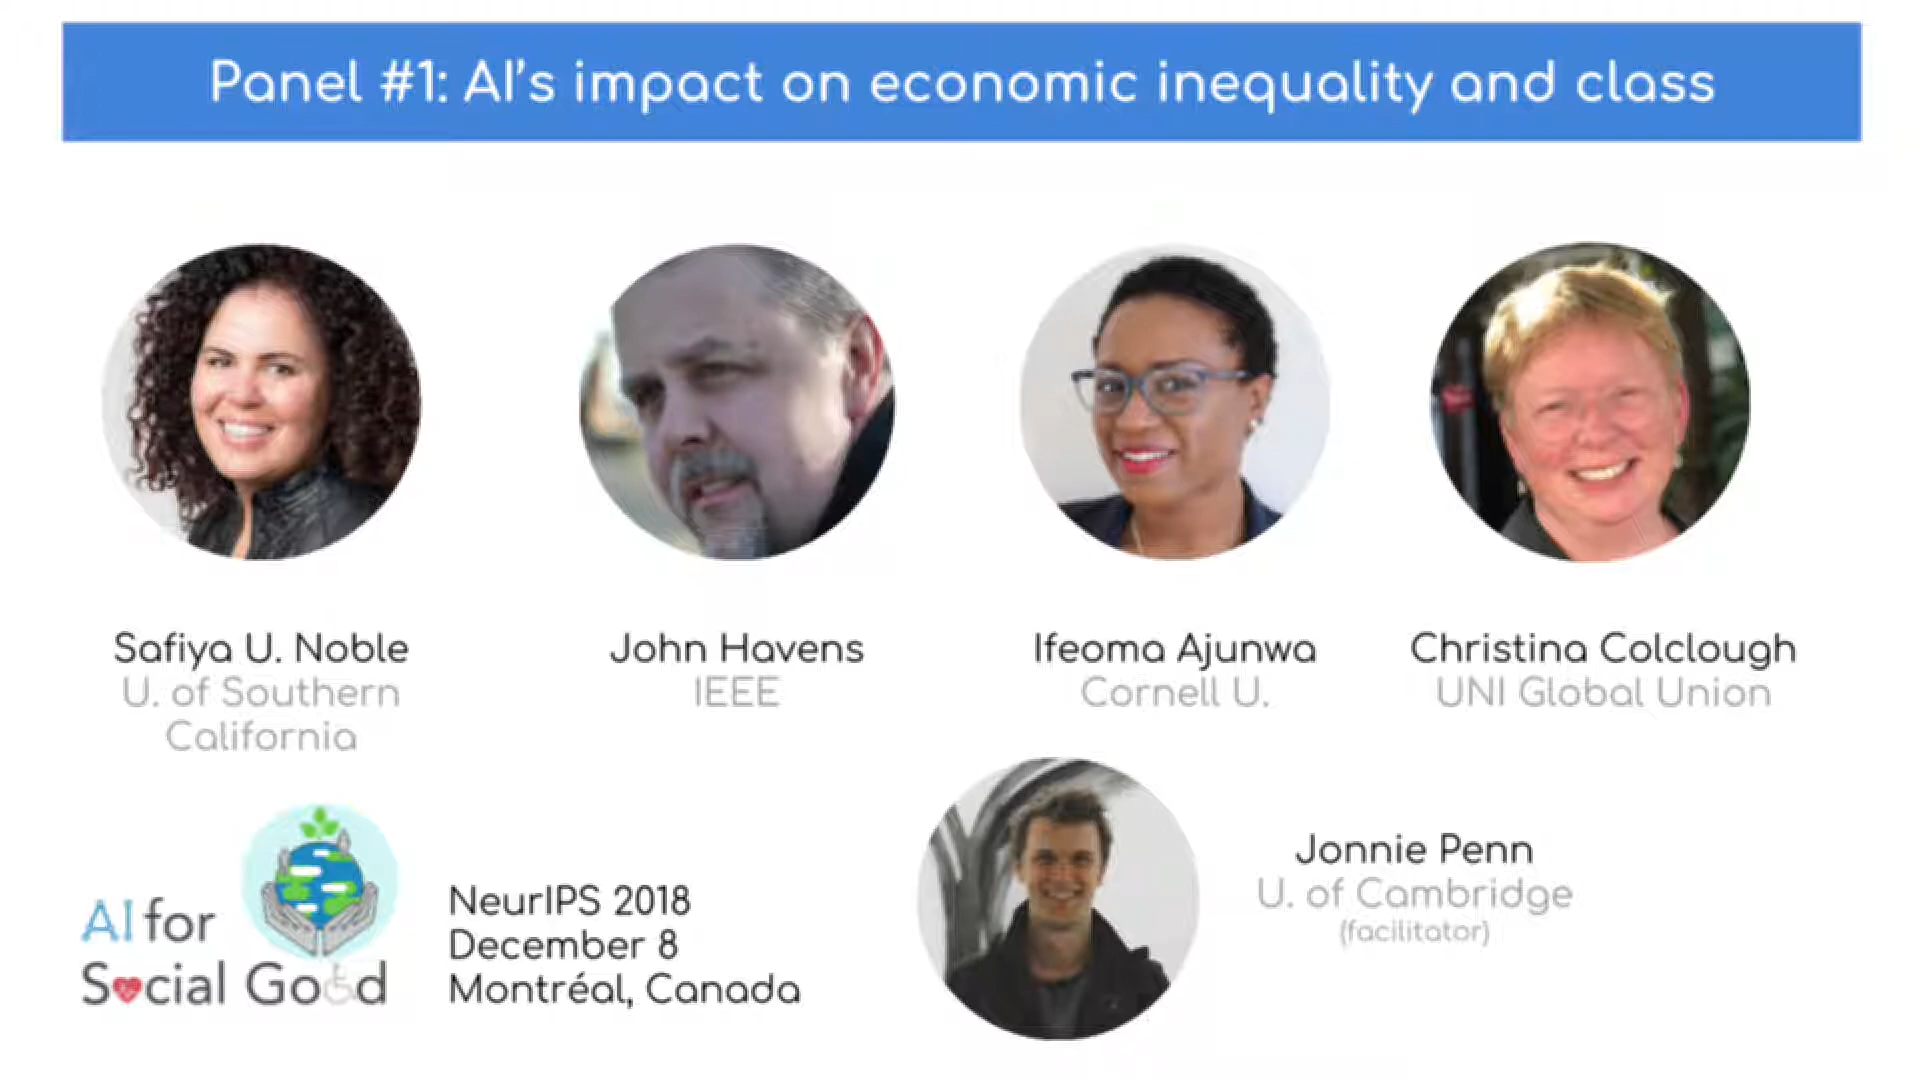 Panel #1: AI's impact on economic inequality and class
Safiya U. Noble
U. of Southern
California
John Havens
IEEE
Ifeoma Ajunwa
Cornell U.
Christina Colclough
UNI Global Union
Jonnie Penn
U. of Cambridge
(facilitator)
AI for
Social Good
NeurIPS 2018
December 8
Montréal, Canada